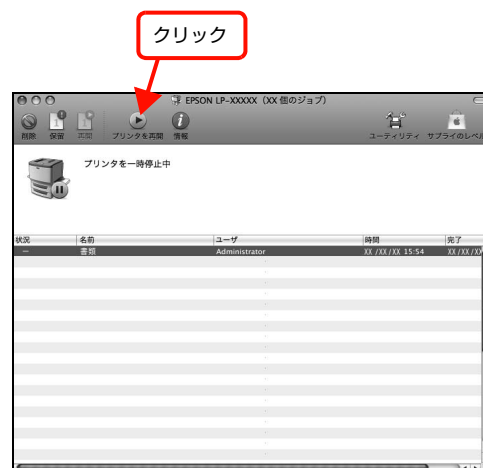 クリック
EPSON LP-XXXXX（XX 個のジョブ）
削除 保留 再開 プリンタを再開 情報 ユーティリティ サプライのレベル
プリンタを一時停止中
状況 名前 ユーザ 時間 完了
— 書類 Administrator XX /XX /XX 15:54 XX /XX /XX